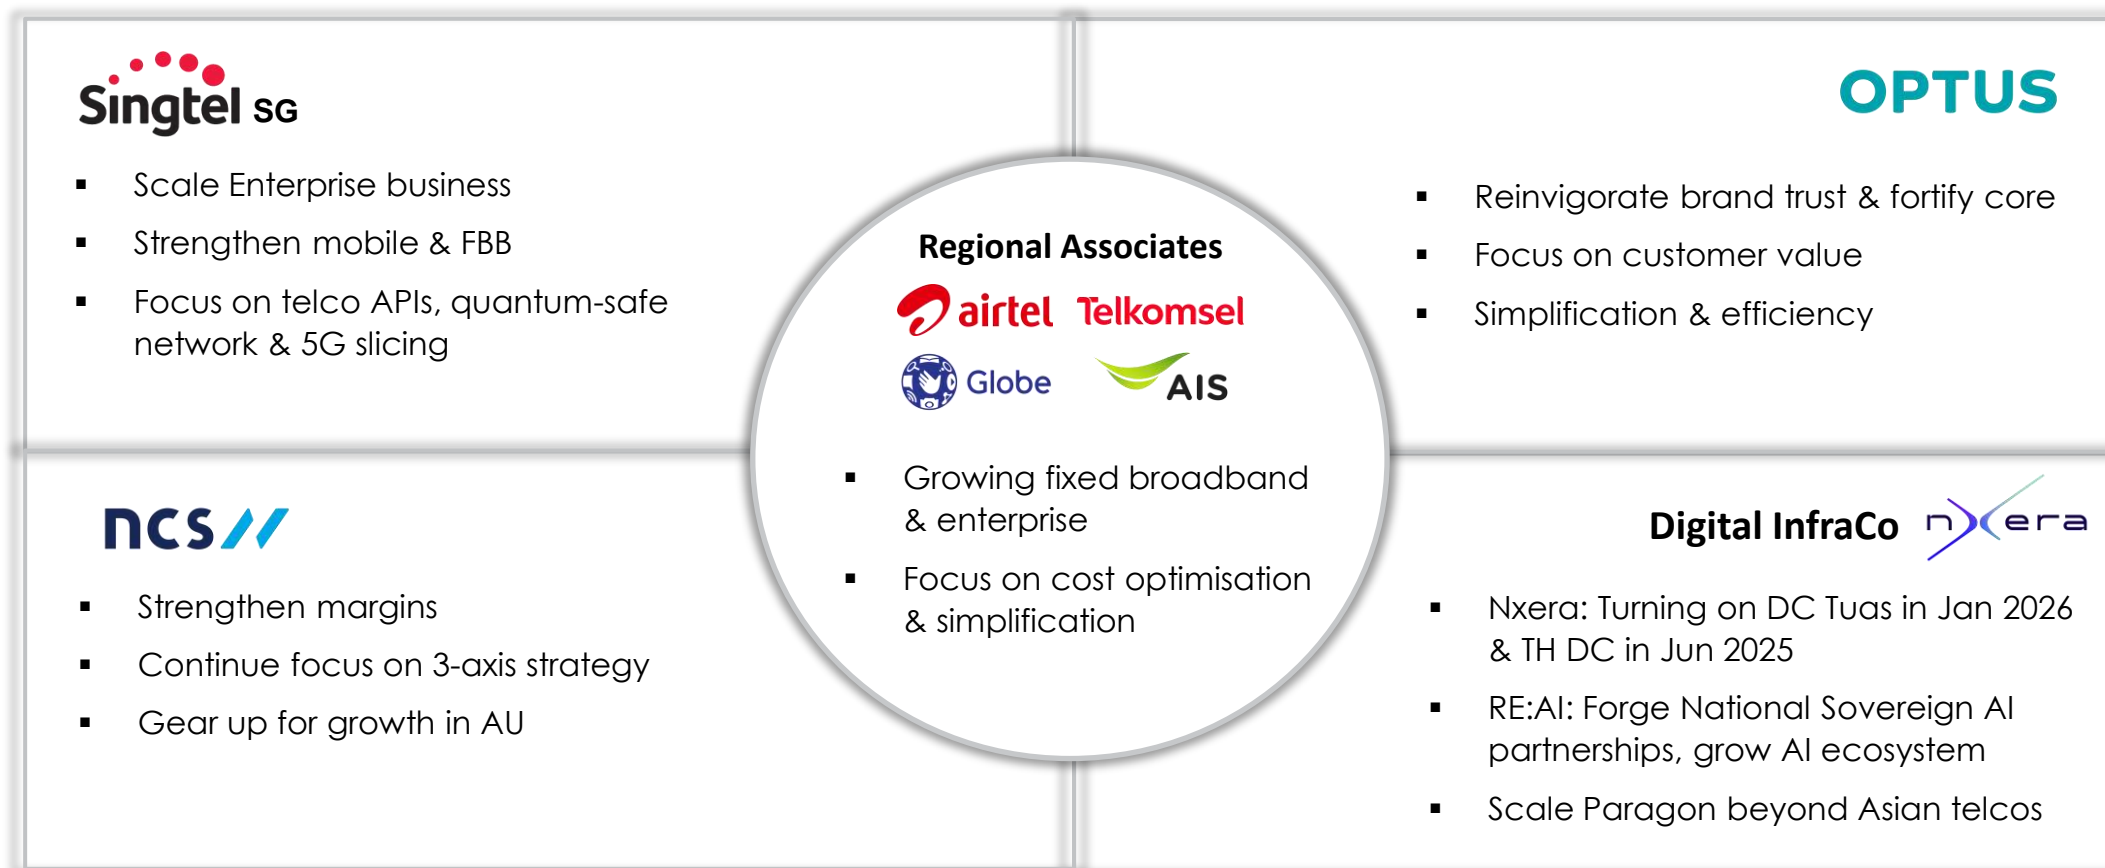 Singtel SG
▪ Scale Enterprise business
▪ Strengthen mobile & FBB
▪ Focus on telco APIs, quantum-safe
network & 5G slicing
OPTUS
▪ Reinvigorate brand trust & fortify core
▪ Focus on customer value
▪ Simplification & efficiency
Regional Associates
airtel Telkomsel
Globe AIS
▪ Growing fixed broadband
& enterprise
▪ Focus on cost optimisation
& simplification
ncs//
▪ Strengthen margins
▪ Continue focus on 3-axis strategy
▪ Gear up for growth in AU
Digital InfraCo nxera
▪ Nxera: Turning on DC Tuas in Jan 2026
& TH DC in Jun 2025
▪ RE:AI: Forge National Sovereign AI
partnerships, grow AI ecosystem
▪ Scale Paragon beyond Asian telcos